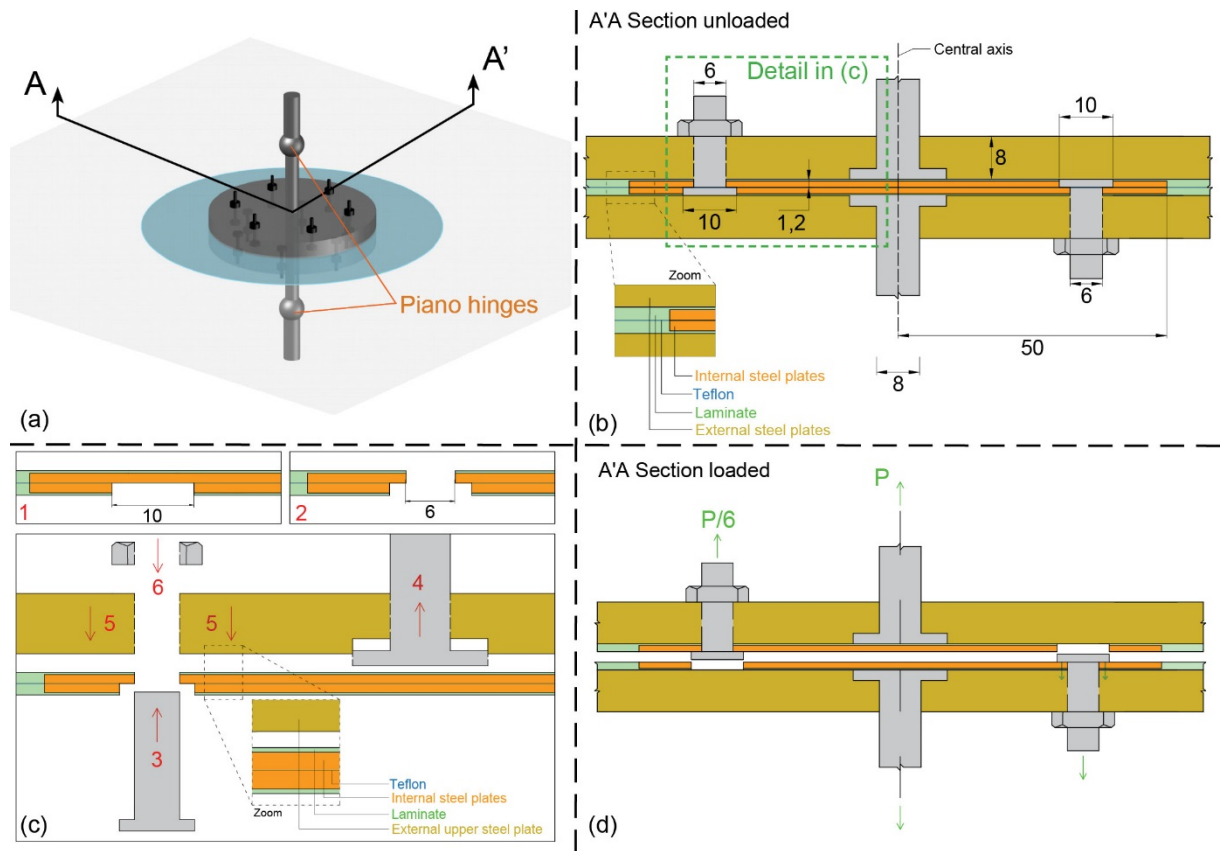 A
A'
Piano hinges
(a)
A'A Section unloaded
Central axis
6
Detail in (c)
10
8
10
1,2
6
Zoom
50
8
Internal steel plates
Teflon
Laminate
External steel plates
(b)
1
10
2
6
6
4
5
5
3
Teflon
Internal steel plates
Laminate
External upper steel plate
Zoom
(c)
A'A Section loaded
P
P/6
(d)